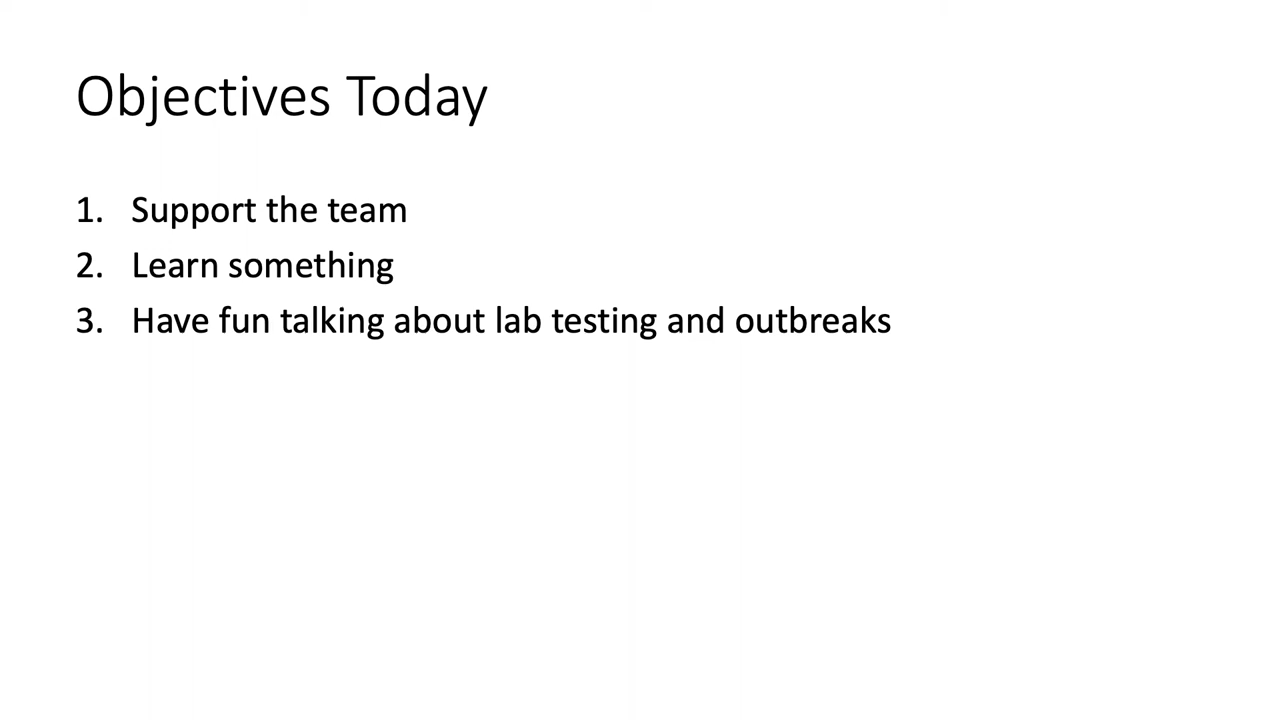 Objectives Today
1. Support the team
2. Learn something
3. Have fun talking about lab testing and outbreaks